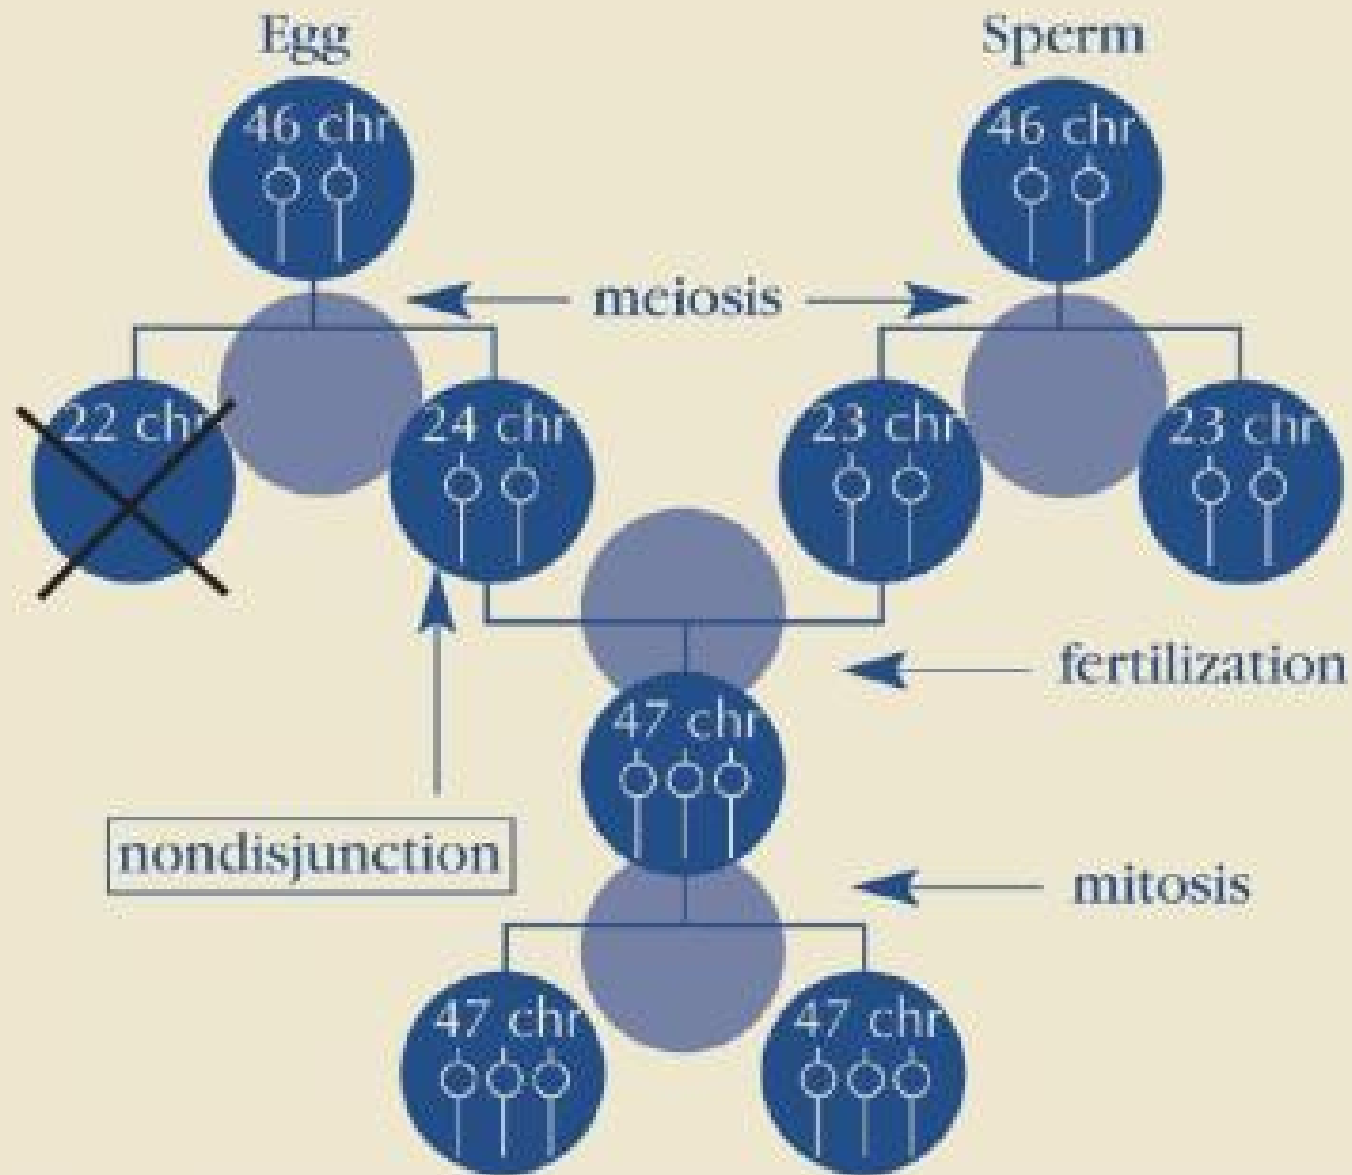 Egg
Sperm
46 chr
46 chr
meiosis
22 chr
24 chr
23 chr
23 chr
fertilization
47 chr
nondisjunction
mitosis
47 chr
47 chr